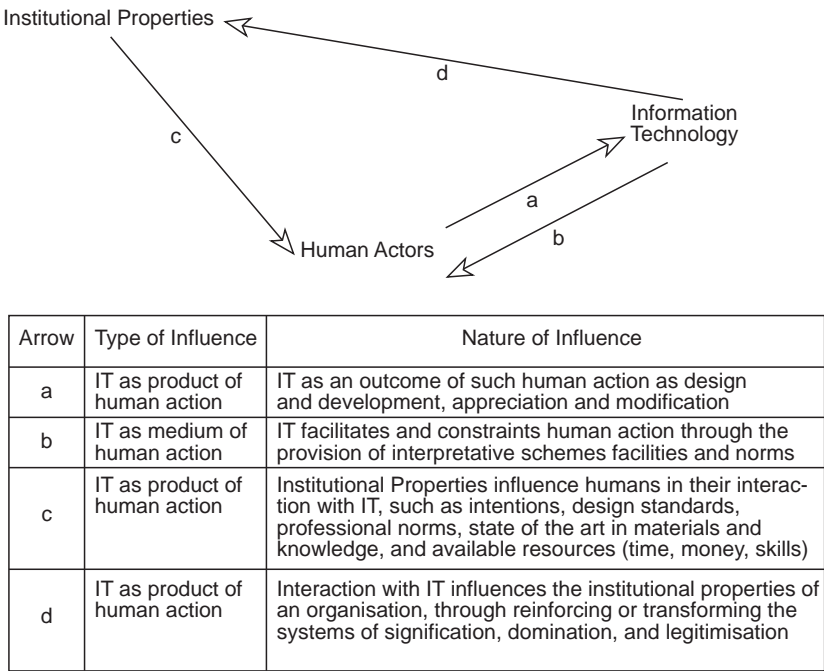 Institutional Properties
d
Information
Technology
c
a
Human Actors
b
Arrow Type of Influence Nature of Influence
a
IT as product of
human action
IT as an outcome of such human action as design
and development, appreciation and modification
b
IT as medium of
human action
IT facilitates and constraints human action through the
provision of interpretative schemes facilities and norms
c
IT as product of
human action
Institutional Properties influence humans in their interac-
tion with IT, such as intentions, design standards,
professional norms, state of the art in materials and
knowledge, and available resources (time, money, skills)
d
IT as product of
human action
Interaction with IT influences the institutional properties of
an organisation, through reinforcing or transforming the
systems of signification, domination, and legitimisation